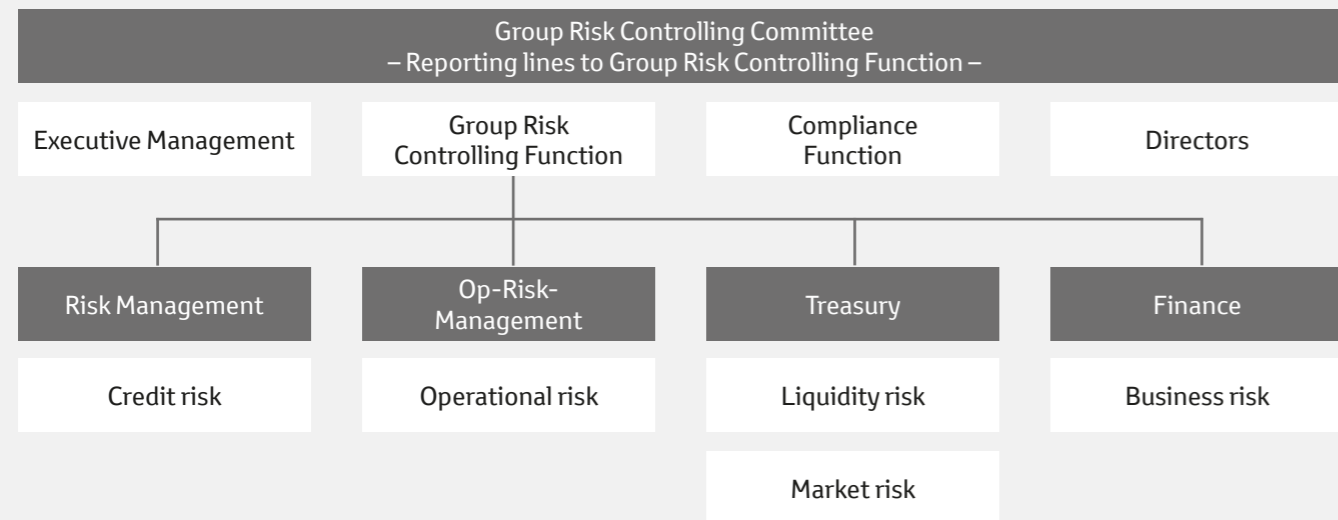 Group Risk Controlling Committee
– Reporting lines to Group Risk Controlling Function –
Executive Management
Group Risk
Controlling Function
Compliance
Function
Directors
Risk Management
Op-Risk-
Management
Treasury
Finance
Credit risk
Operational risk
Liquidity risk
Business risk
Market risk